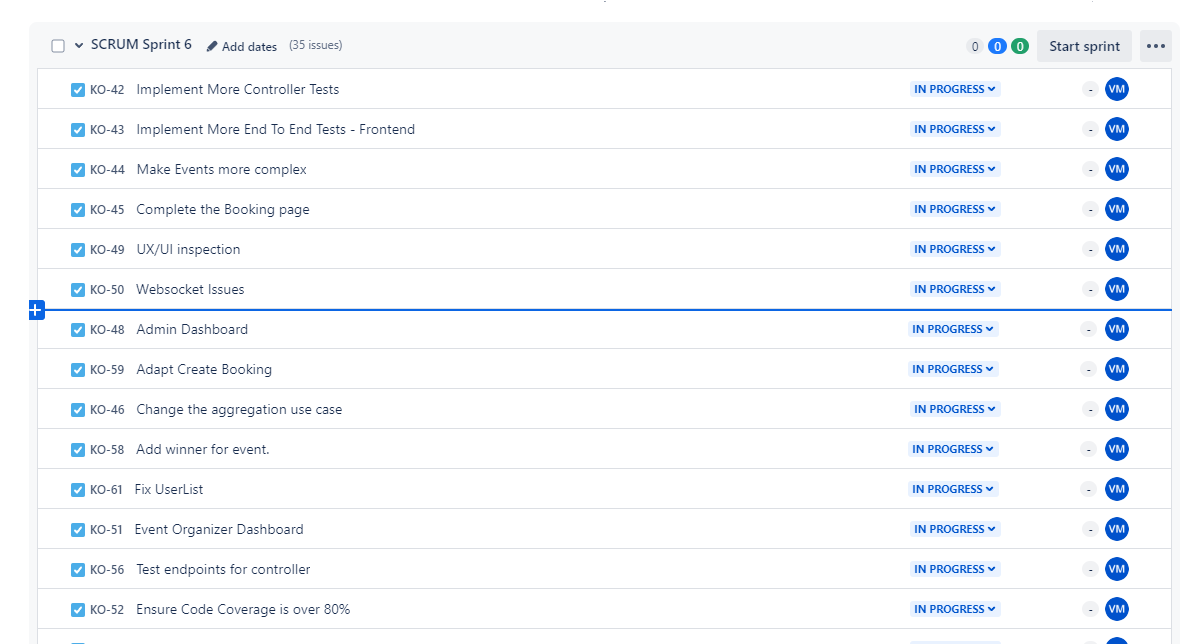 SCRUM Sprint 6 Add dates (35 issues) 0 0 0 Start sprint
KO-42 Implement More Controller Tests IN PROGRESS - VM
KO-43 Implement More End To End Tests - Frontend IN PROGRESS - VM
KO-44 Make Events more complex IN PROGRESS - VM
KO-45 Complete the Booking page IN PROGRESS - VM
KO-49 UX/UI inspection IN PROGRESS - VM
KO-50 Websocket Issues IN PROGRESS - VM
KO-48 Admin Dashboard IN PROGRESS - VM
KO-59 Adapt Create Booking IN PROGRESS - VM
KO-46 Change the aggregation use case IN PROGRESS - VM
KO-58 Add winner for event. IN PROGRESS - VM
KO-61 Fix UserList IN PROGRESS - VM
KO-51 Event Organizer Dashboard IN PROGRESS - VM
KO-56 Test endpoints for controller IN PROGRESS - VM
KO-52 Ensure Code Coverage is over 80% IN PROGRESS - VM